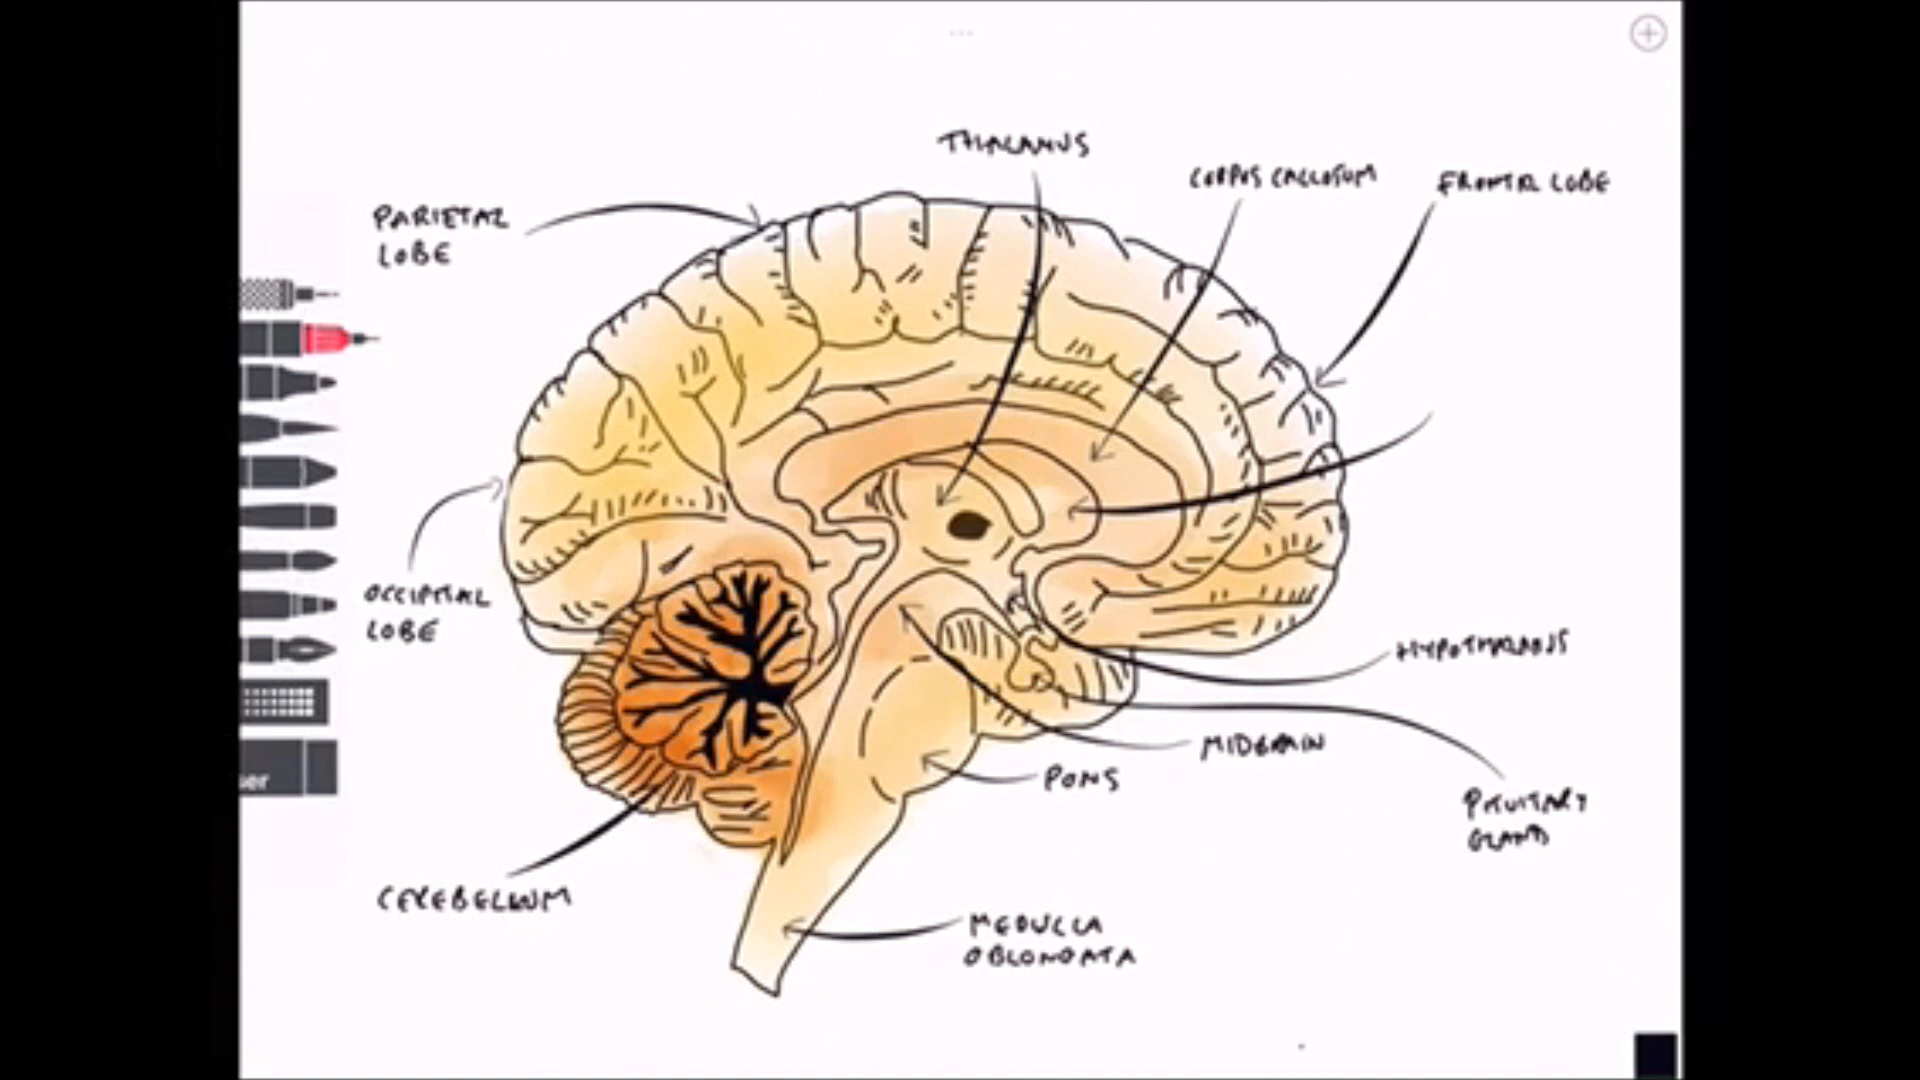 THALAMUS
CORPUS CALLOSUM
FRONTAL LOBE
PARIETAL
LOBE
OCCIPITAL
LOBE
HYPOTHALAMUS
MIDBRAIN
PONS
PITUITARY
GLAND
CEREBELLUM
MEDULLA
OBLONGATA